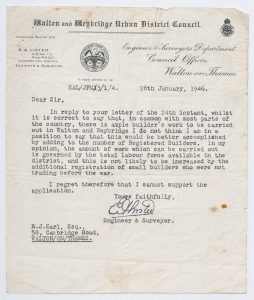 Walton and Weybridge Urban District Council.
Engineer & Surveyor's Department,
Council Offices,
Walton-on-Thames.
ENGINEER & SURVEYOR
26th January, 1946.
Dear Sir,
In reply to your letter of the 24th instant, whilst
it is correct to say that, in common with most parts of
the country, there is ample builder's work to be carried
out in Walton and Weybridge I do not think I am in a
position to say that this would be better accomplished
by adding to the number of Registered Builders. In my
opinion, the amount of work which can be carried out
is governed by the total labour force available in the
district, and this is not likely to be increased by the
additional registration of small builders who were not
trading before the war.
I regret therefore that I cannot support the
application.
Yours faithfully,
Engineer & Surveyor.
R.J.Karl, Esq.,
58, Cambridge Road,
WALTON/ON/THAMES.